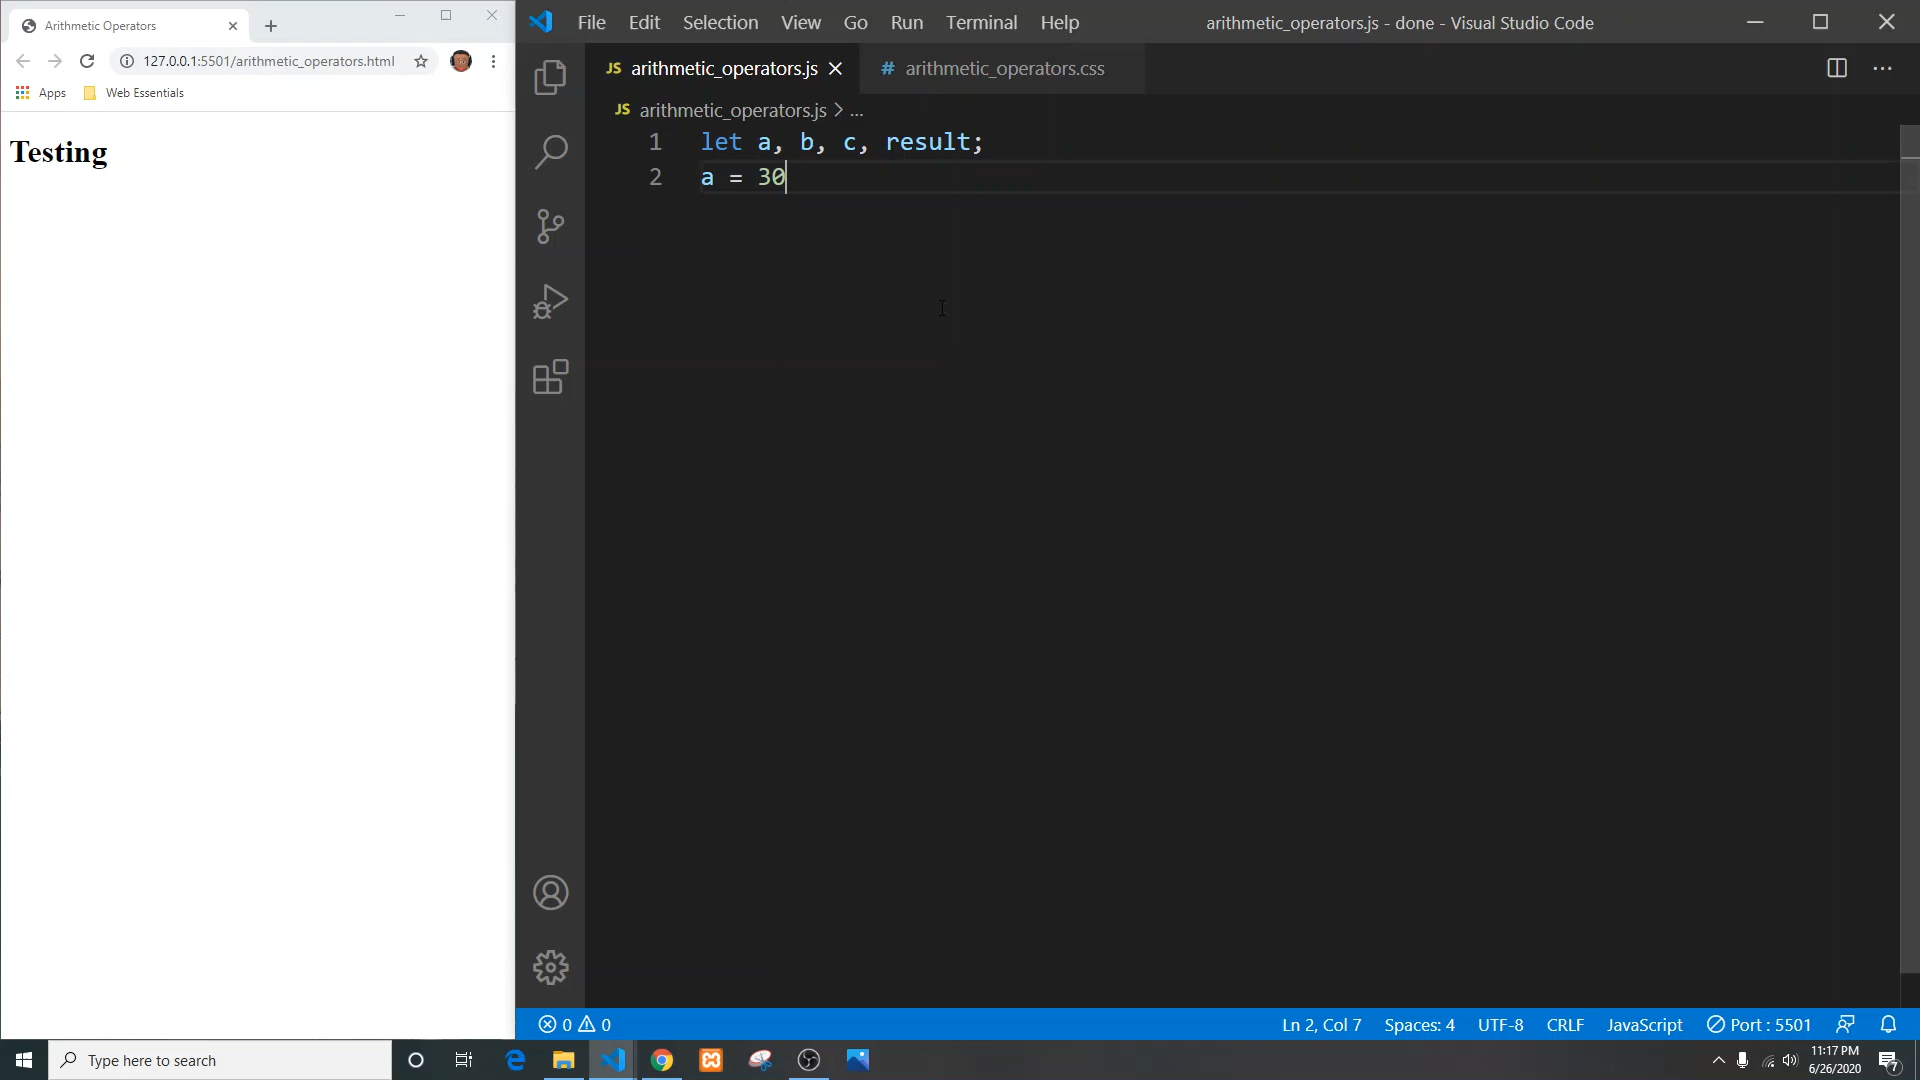 Arithmetic Operators
127.0.0.1:5501/arithmetic_operators.html
Apps Web Essentials
Testing
File Edit Selection View Go Run Terminal Help arithmetic_operators.js - done - Visual Studio Code
JS arithmetic_operators.js # arithmetic_operators.css
JS arithmetic_operators.js > ...
1 let a, b, c, result;
2 a = 30
0 0 Ln 2, Col 7 Spaces: 4 UTF-8 CRLF JavaScript Port : 5501
Type here to search
11:17 PM
6/26/2020
7